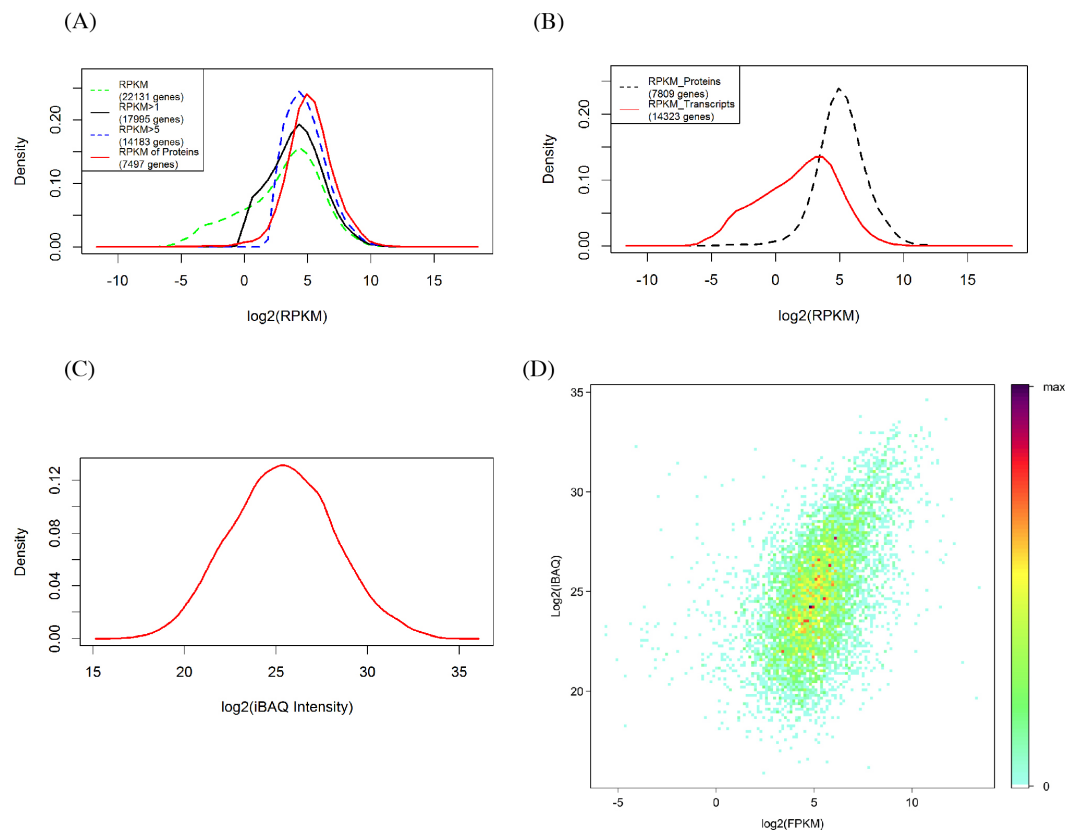 (A)
RPKM
(22131 genes)
RPKM>1
(17995 genes)
RPKM>5
(14183 genes)
RPKM of Proteins
(7497 genes)
Density
0.00
0.10
0.20
-10
-5
0
5
10
15
log2(RPKM)
(B)
RPKM_Proteins
(7809 genes)
RPKM_Transcripts
(14323 genes)
Density
0.00
0.10
0.20
-10
-5
0
5
10
15
log2(RPKM)
(C)
Density
0.00
0.04
0.08
0.12
15
20
25
30
35
log2(iBAQ Intensity)
(D)
Log2(iBAQ)
35
30
25
20
-5
0
5
10
log2(FPKM)
max
0